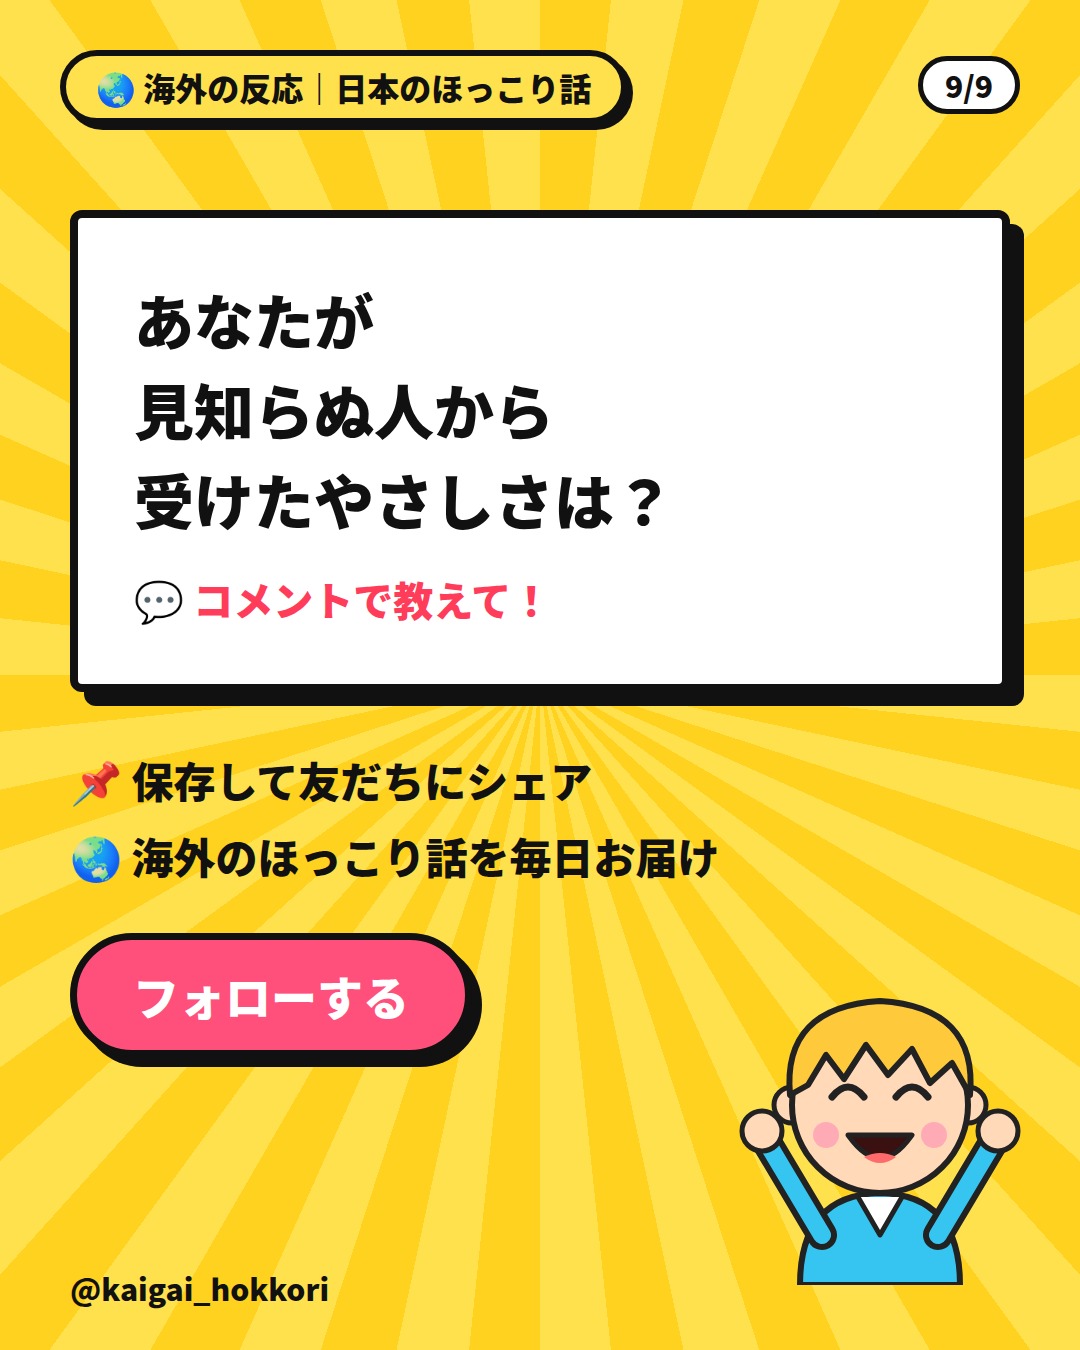 🌏 海外の反応｜日本のほっこり話
9/9
あなたが
見知らぬ人から
受けたやさしさは？
💬 コメントで教えて！
📌 保存して友だちにシェア
🌏 海外のほっこり話を毎日お届け
フォローする
@kaigai_hokkori